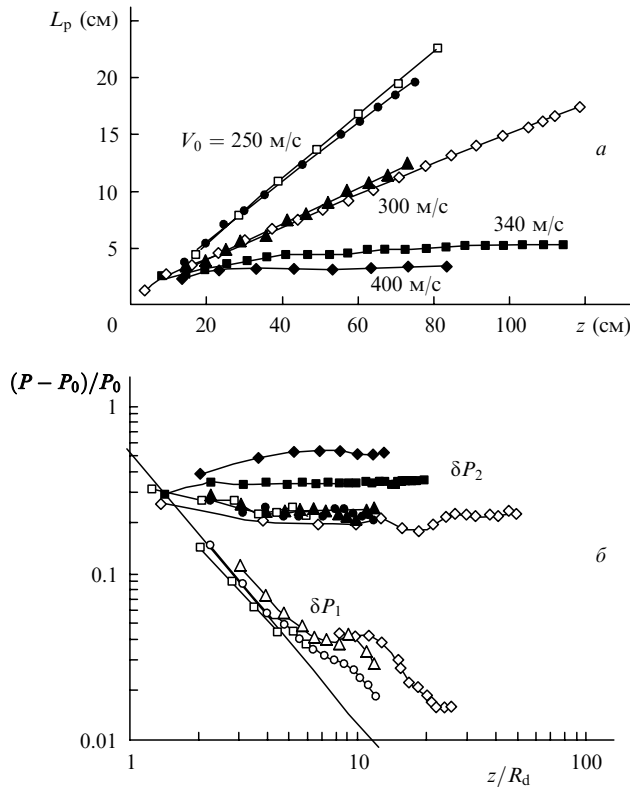 L_p (см)
20
15
10
5
0
V_0 = 250 м/с
300 м/с
340 м/с
400 м/с
а
20
40
60
80
100
z (см)
(P − P_0)/P_0
1
0.1
0.01
δP_2
δP_1
б
1
10
100
z/R_d